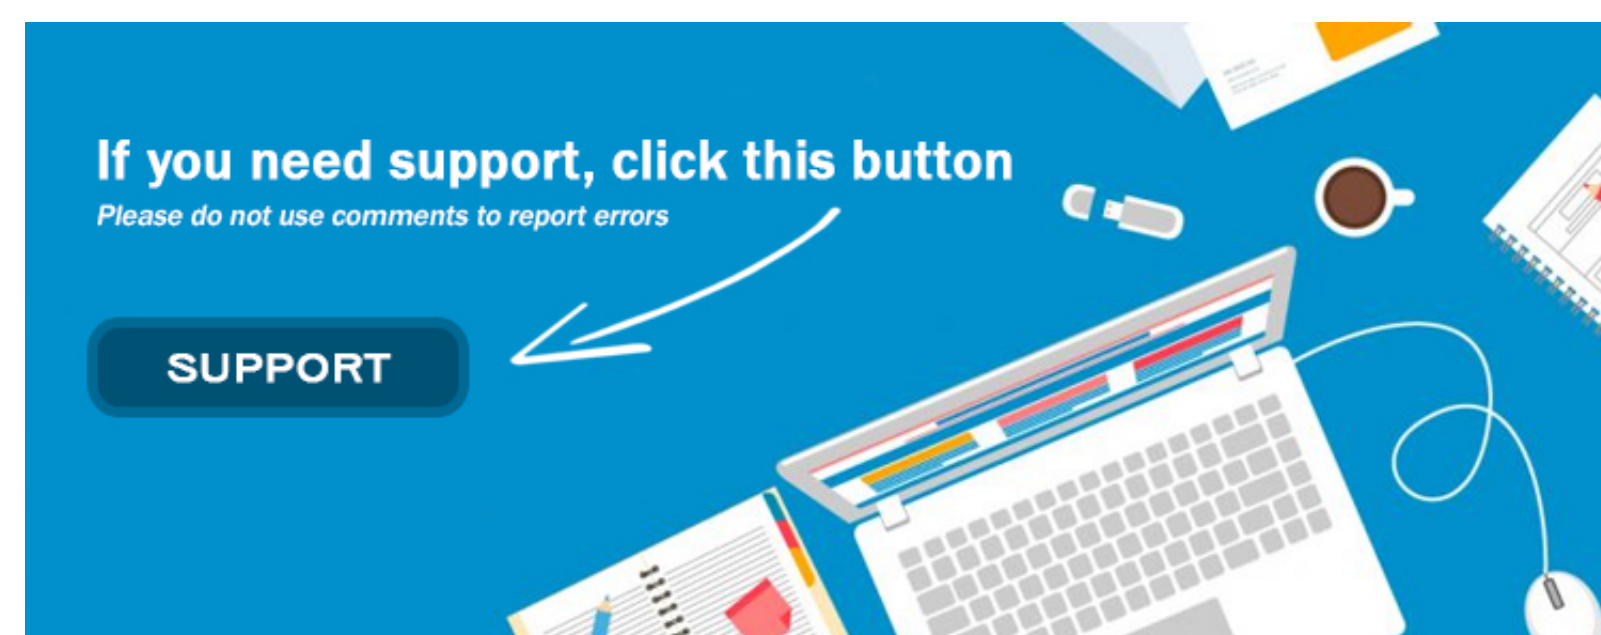 If you need support, click this button
Please do not use comments to report errors
SUPPORT